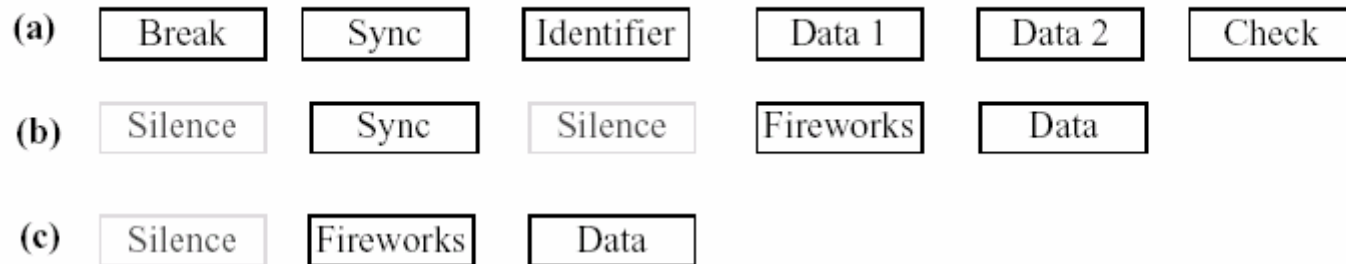 (a) Break Sync Identifier Data 1 Data 2 Check
(b) Silence Sync Silence Fireworks Data
(c) Silence Fireworks Data